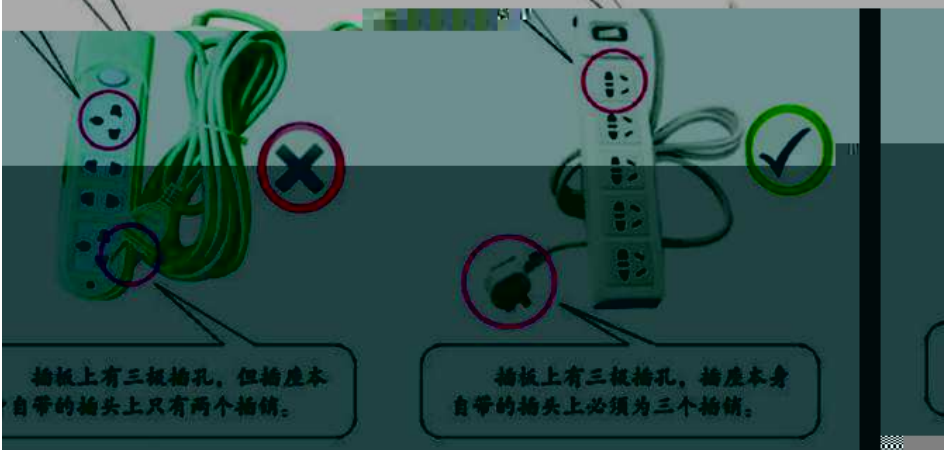 插板上有三极插孔，但插座本
自带的插头上只有两个插销。
插板上有三极插孔，插座本身
自带的插头上必须为三个插销。